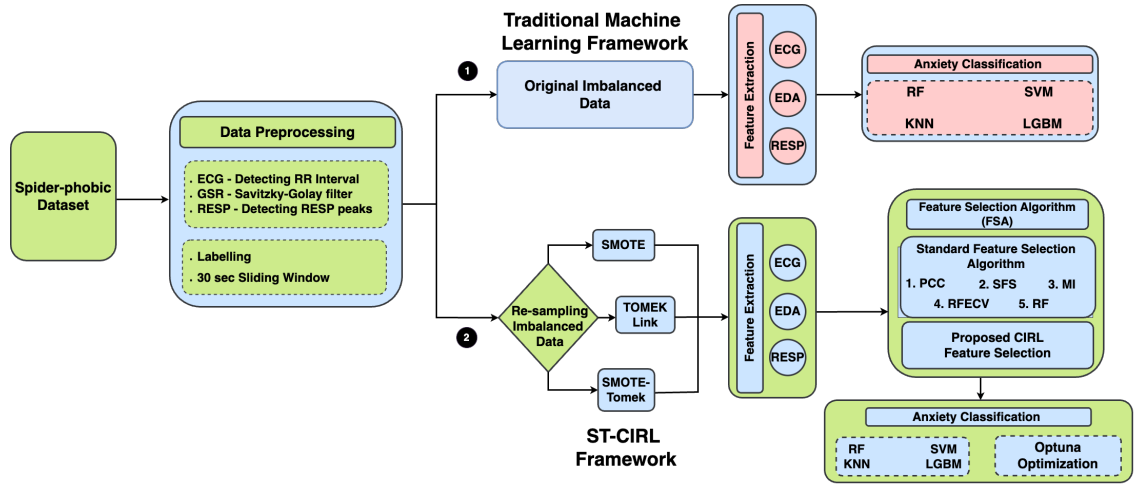 Spider-phobic
Dataset
Data Preprocessing
. ECG - Detecting RR Interval
. GSR - Savitzky-Golay filter
. RESP - Detecting RESP peaks
. Labelling
. 30 sec Sliding Window
Traditional Machine
Learning Framework
1
Original Imbalanced
Data
Feature Extraction
ECG
EDA
RESP
Anxiety Classification
RF SVM
KNN LGBM
2
Re-sampling
Imbalanced
Data
SMOTE
TOMEK
Link
SMOTE-
Tomek
ST-CIRL
Framework
Feature Extraction
ECG
EDA
RESP
Feature Selection Algorithm
(FSA)
Standard Feature Selection
Algorithm
1. PCC 2. SFS 3. MI
4. RFECV 5. RF
Proposed CIRL
Feature Selection
Anxiety Classification
RF SVM
KNN LGBM
Optuna
Optimization